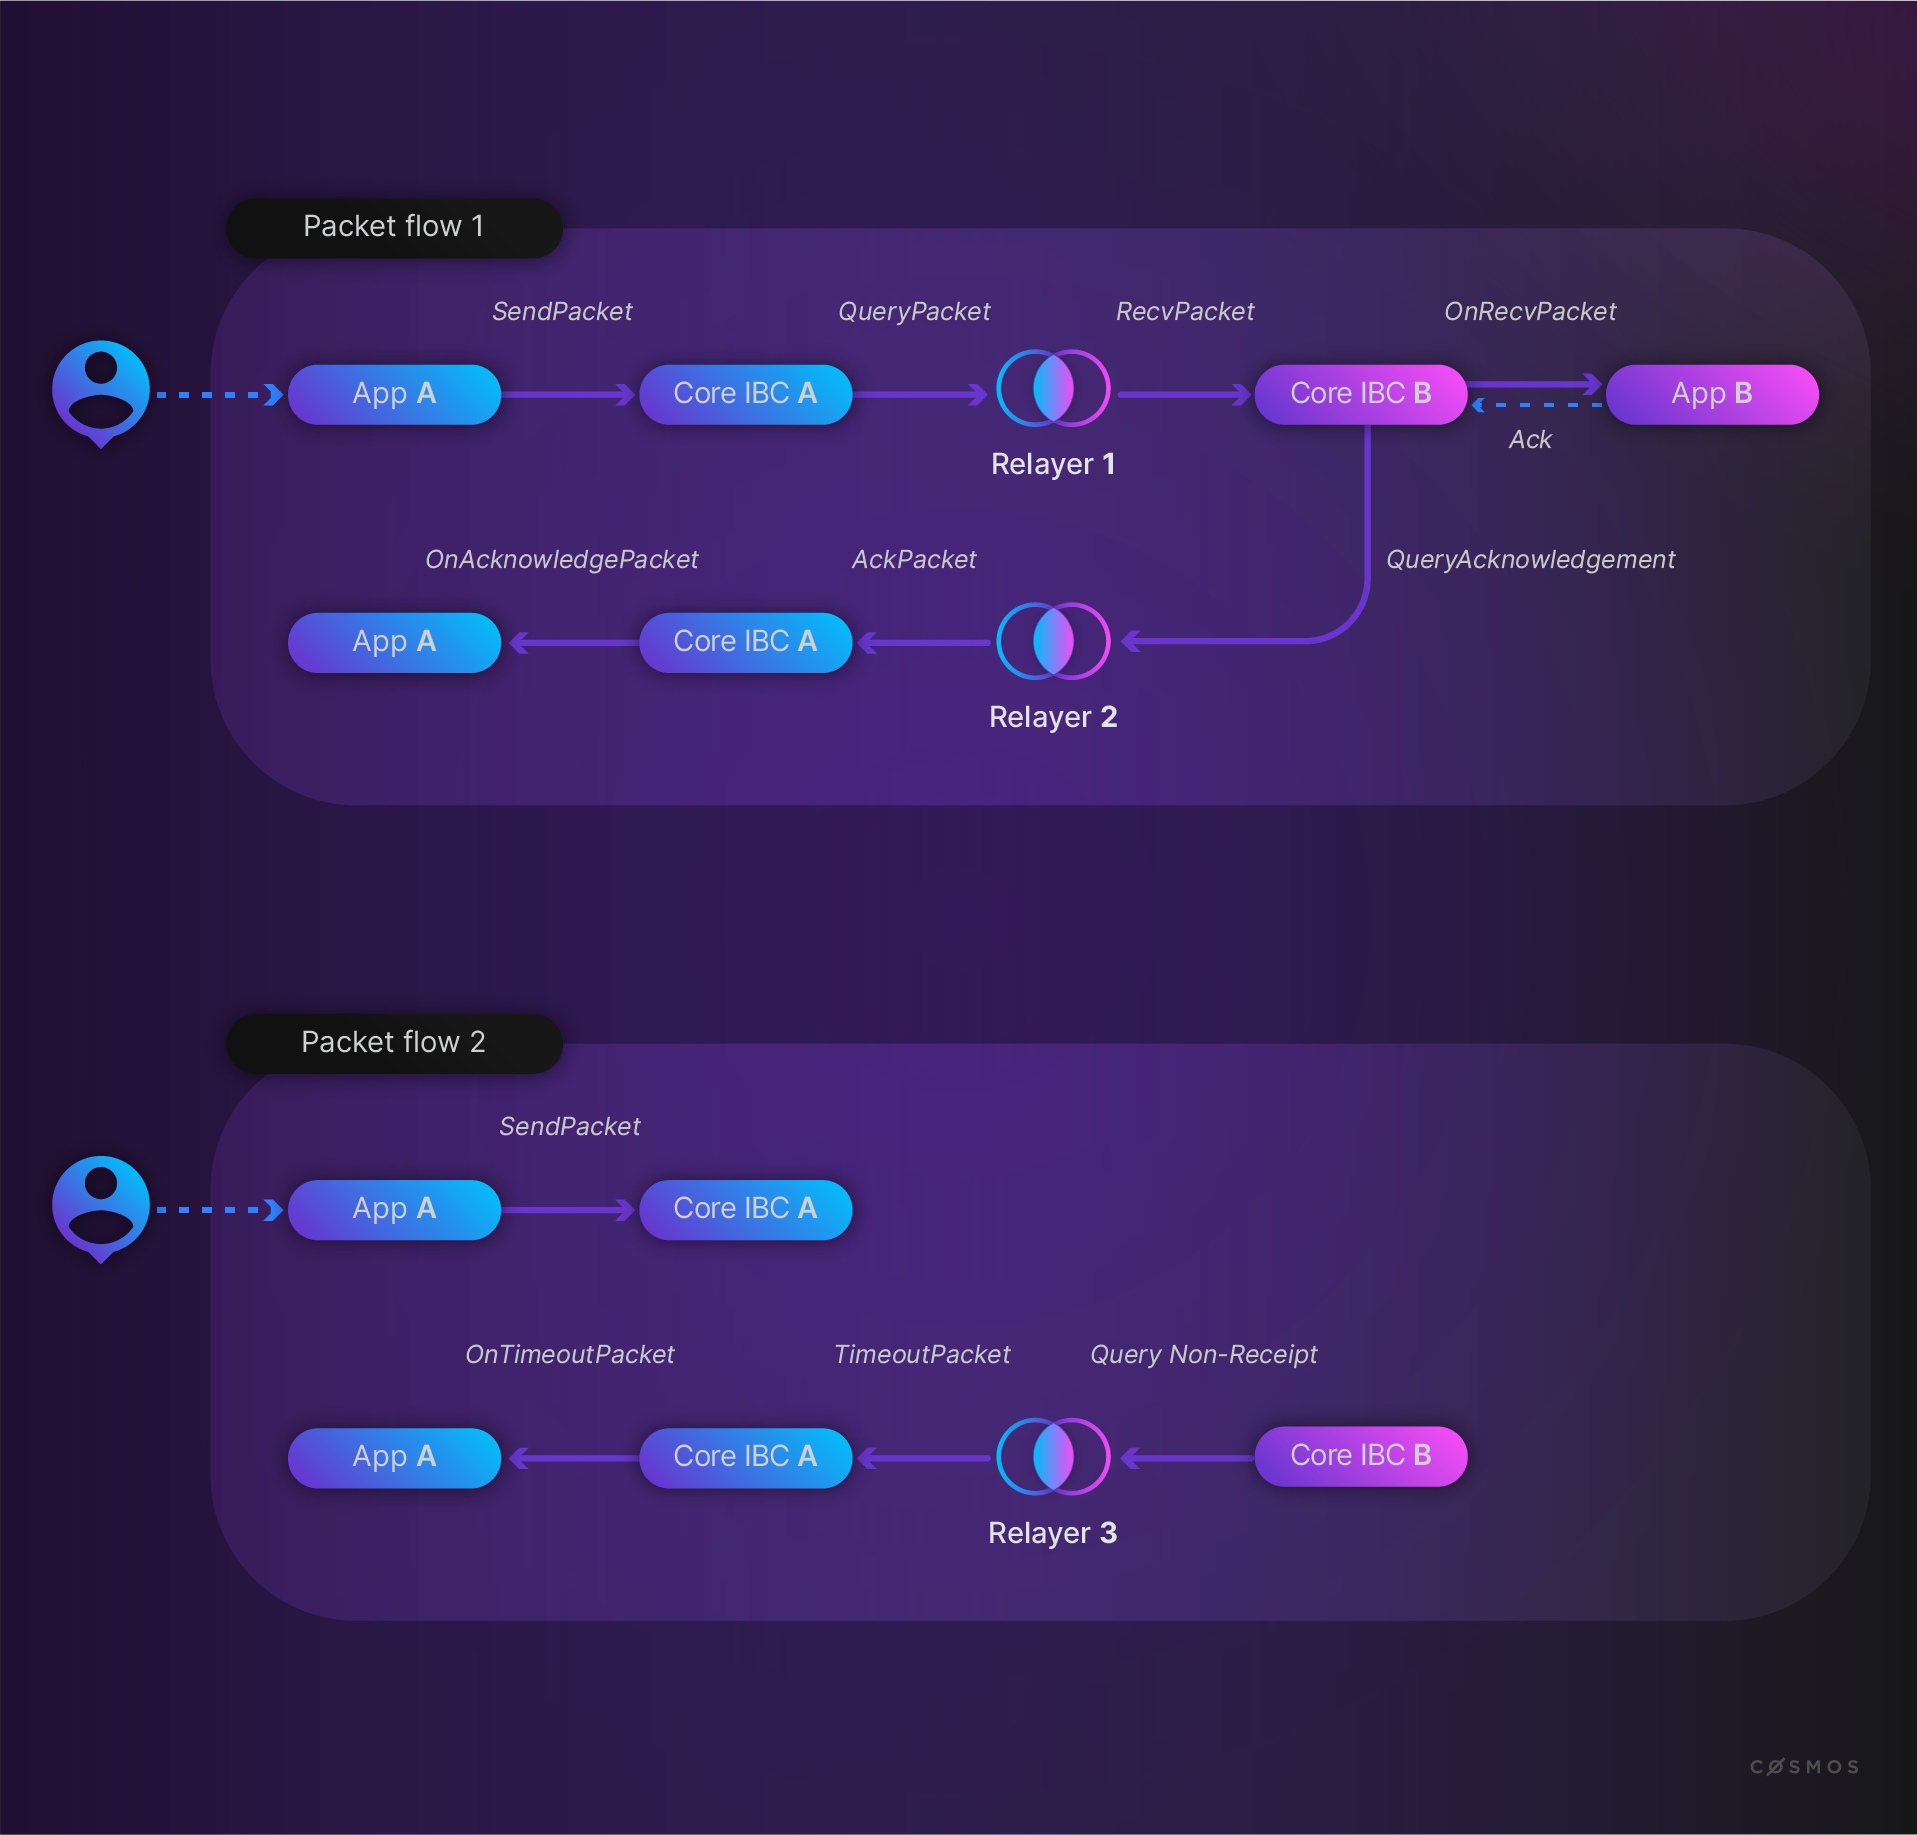 Packet flow 1
SendPacket
QueryPacket
RecvPacket
OnRecvPacket
App A
Core IBC A
Core IBC B
App B
Ack
Relayer 1
OnAcknowledgePacket
AckPacket
QueryAcknowledgement
App A
Core IBC A
Relayer 2
Packet flow 2
SendPacket
App A
Core IBC A
OnTimeoutPacket
TimeoutPacket
Query Non-Receipt
App A
Core IBC A
Core IBC B
Relayer 3
CØSMOS